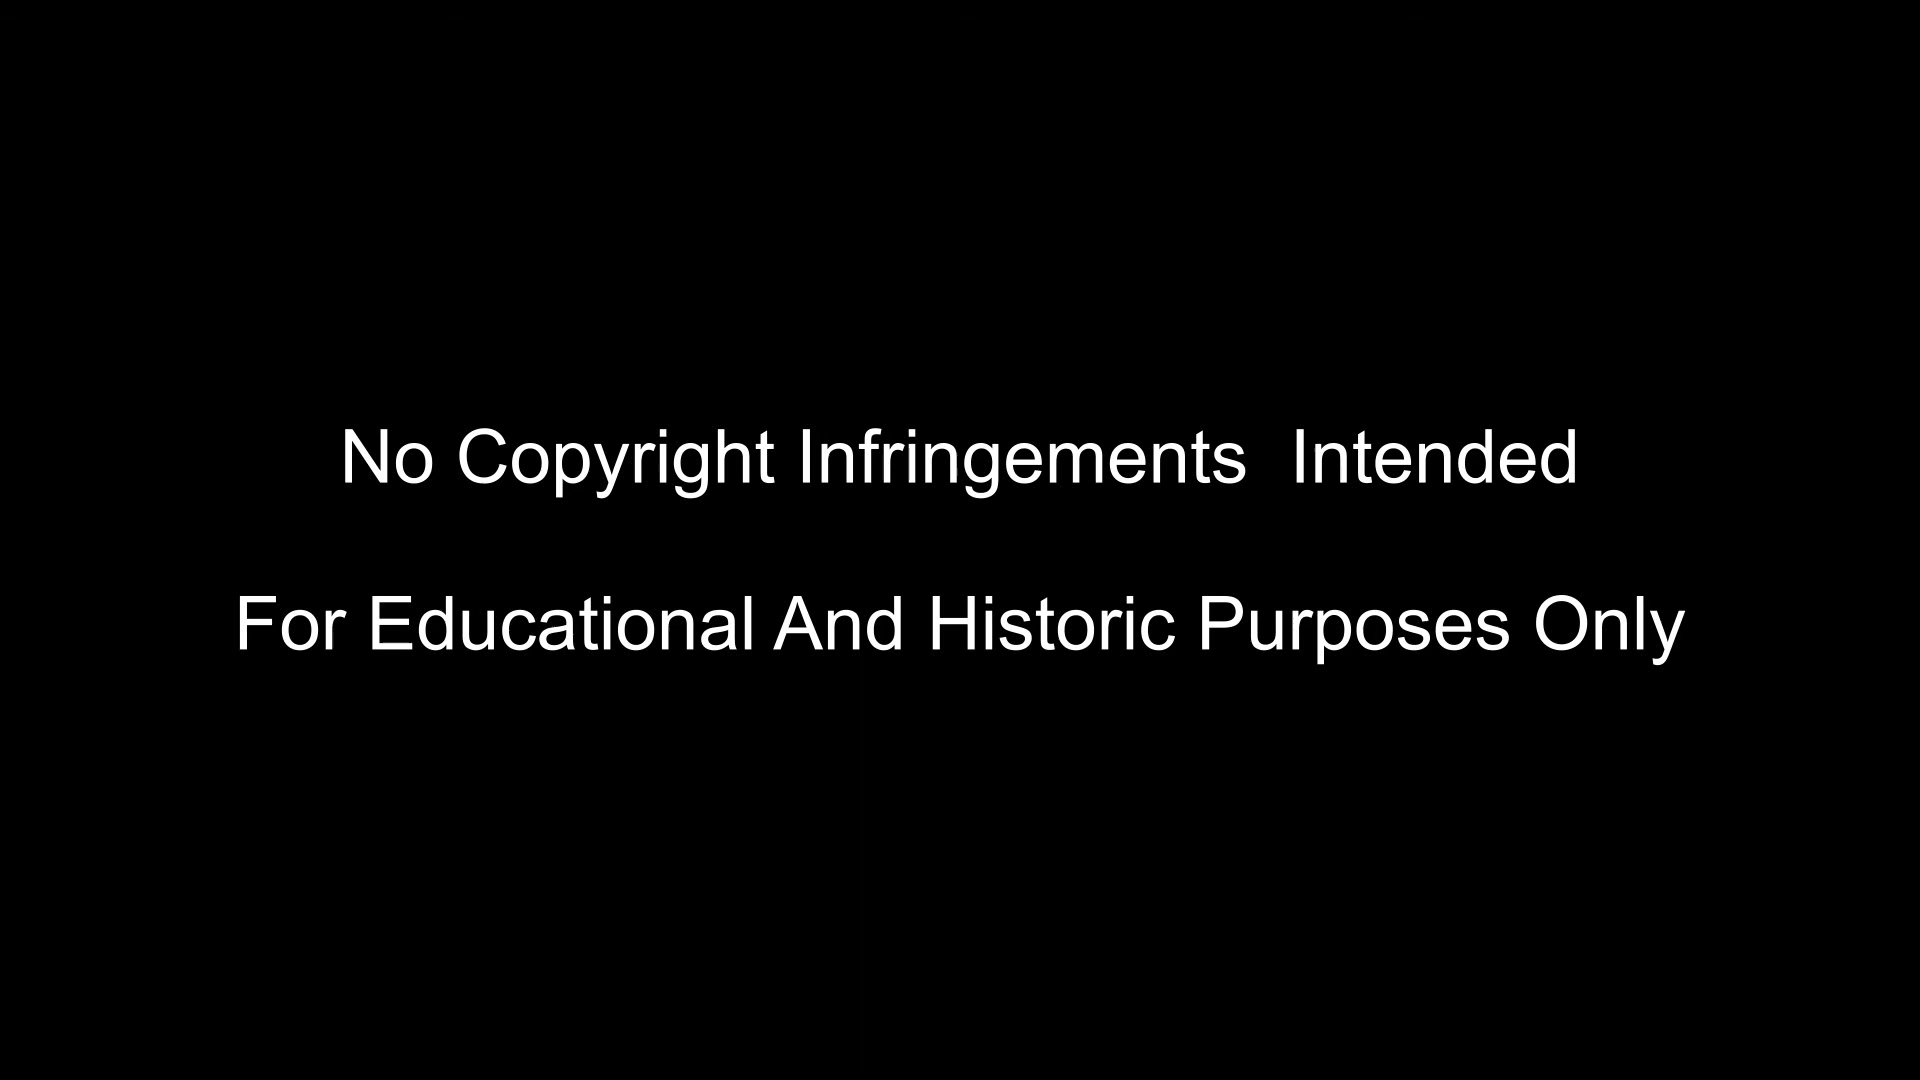 No Copyright Infringements  Intended
For Educational And Historic Purposes Only